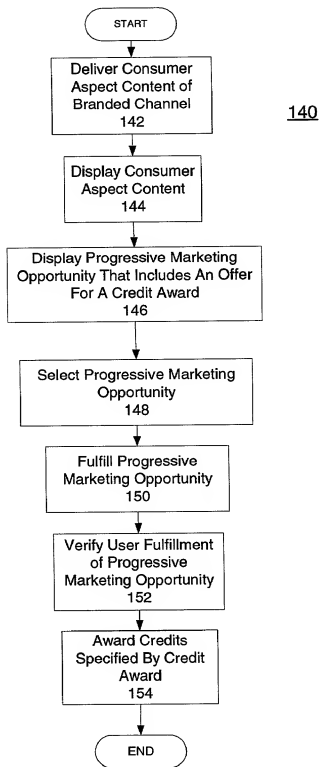 START
Deliver Consumer
Aspect Content of
Branded Channel
142
140
Display Consumer
Aspect Content
144
Display Progressive Marketing
Opportunity That Includes An Offer
For A Credit Award
146
Select Progressive Marketing
Opportunity
148
Fulfill Progressive
Marketing Opportunity
150
Verify User Fulfillment
of Progressive
Marketing Opportunity
152
Award Credits
Specified By Credit
Award
154
END